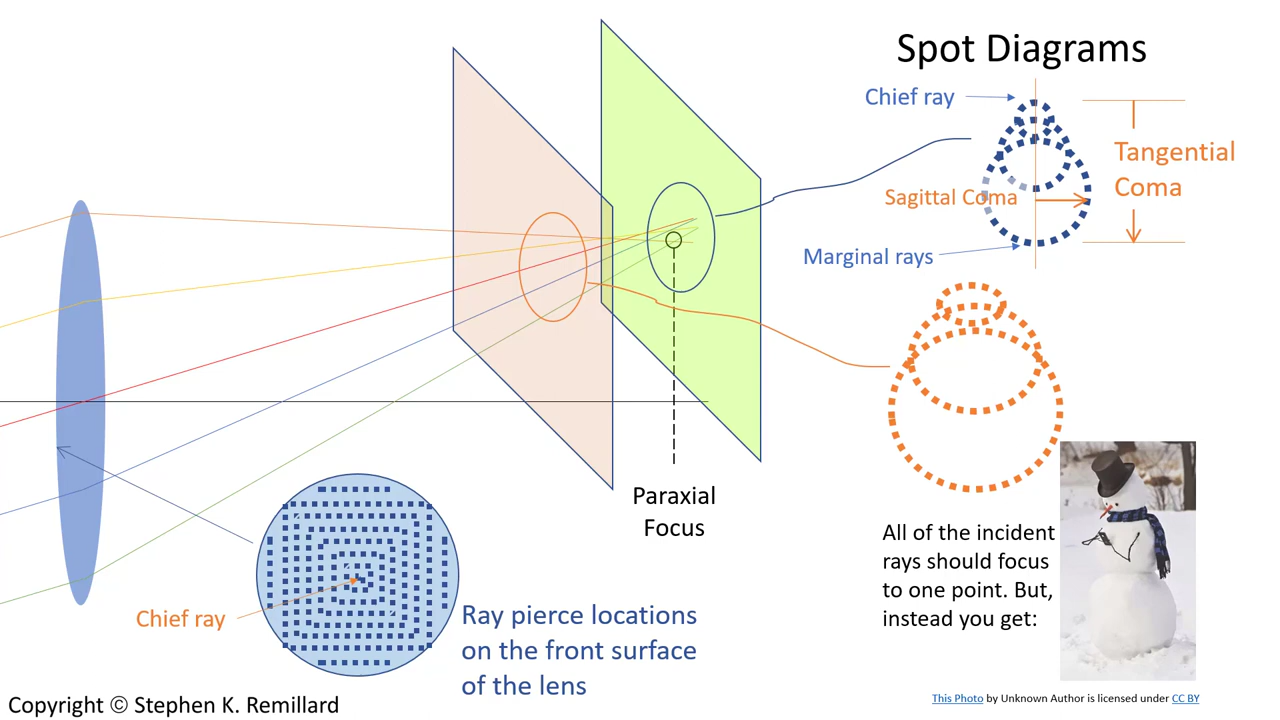 Spot Diagrams
Chief ray
Tangential
Coma
Sagittal Coma
Marginal rays
Paraxial
Focus
All of the incident
rays should focus
to one point. But,
instead you get:
Chief ray
Ray pierce locations
on the front surface
of the lens
Copyright © Stephen K. Remillard
This Photo by Unknown Author is licensed under CC BY